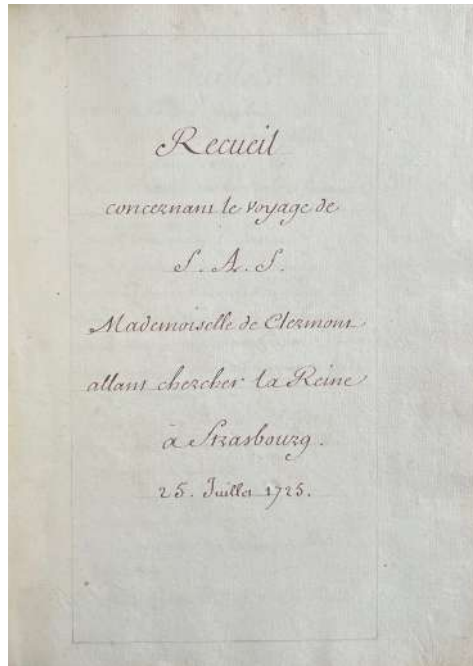 Recueil
concernant le voyage de
S. A. S.
Mademoiselle de Clermont
allant chercher la Reine
à Strasbourg.
25. Juillet 1725.